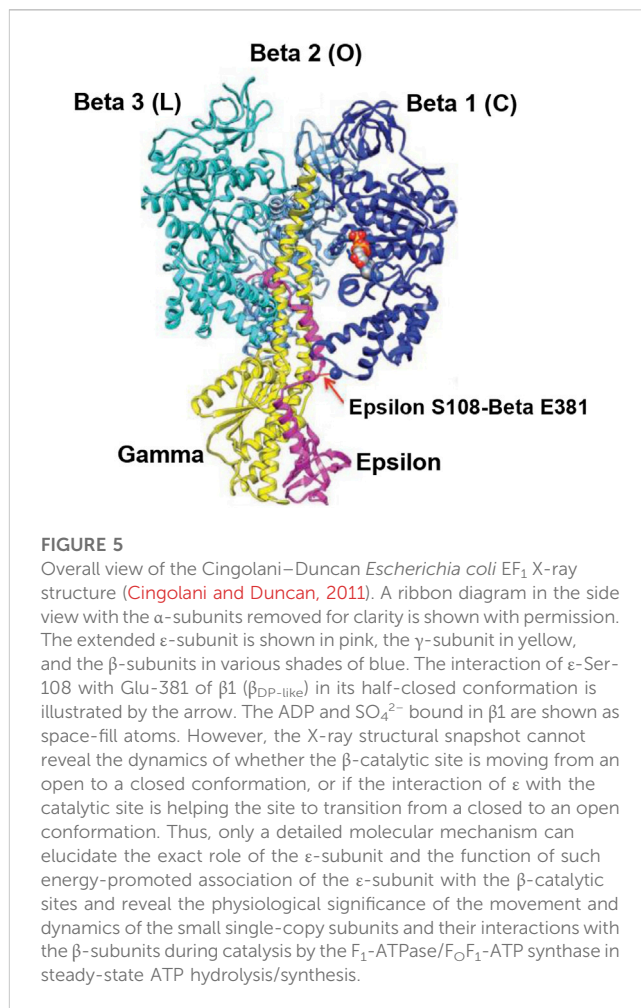 Beta 2 (O)
Beta 3 (L)
Beta 1 (C)
Epsilon S108-Beta E381
Gamma
Epsilon
FIGURE 5
Overall view of the Cingolani–Duncan Escherichia coli EF₁ X-ray
structure (Cingolani and Duncan, 2011). A ribbon diagram in the side
view with the α-subunits removed for clarity is shown with permission.
The extended ε-subunit is shown in pink, the γ-subunit in yellow,
and the β-subunits in various shades of blue. The interaction of ε-Ser-
108 with Glu-381 of β1 (β_DP-like) in its half-closed conformation is
illustrated by the arrow. The ADP and SO₄²⁻ bound in β1 are shown as
space-fill atoms. However, the X-ray structural snapshot cannot
reveal the dynamics of whether the β-catalytic site is moving from an
open to a closed conformation, or if the interaction of ε with the
catalytic site is helping the site to transition from a closed to an open
conformation. Thus, only a detailed molecular mechanism can
elucidate the exact role of the ε-subunit and the function of such
energy-promoted association of the ε-subunit with the β-catalytic
sites and reveal the physiological significance of the movement and
dynamics of the small single-copy subunits and their interactions with
the β-subunits during catalysis by the F₁-ATPase/FₒF₁-ATP synthase in
steady-state ATP hydrolysis/synthesis.